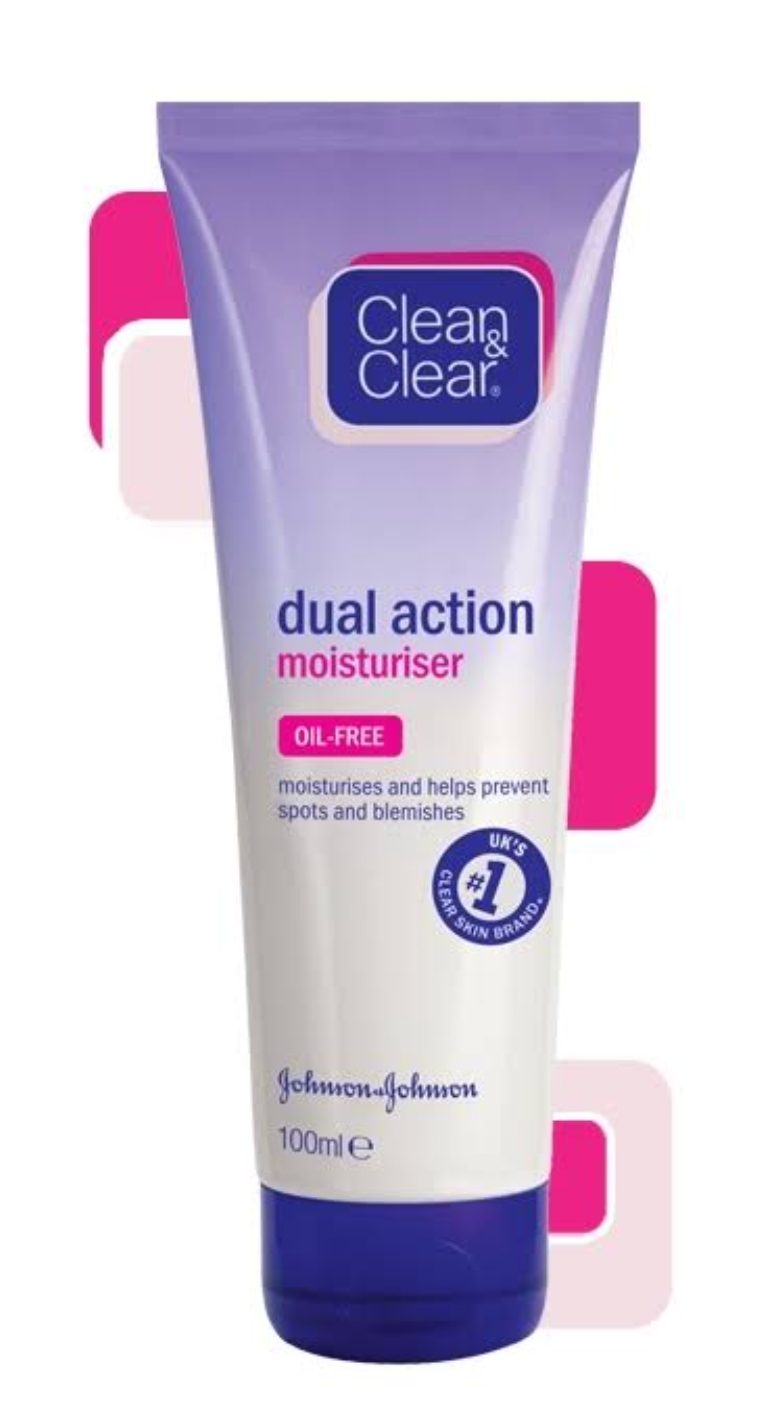 Clean
&
Clear®
dual action
moisturiser
OIL-FREE
moisturises and helps prevent
spots and blemishes
UK'S
#1
CLEAR SKIN BRAND*
Johnson&Johnson
100ml ℮